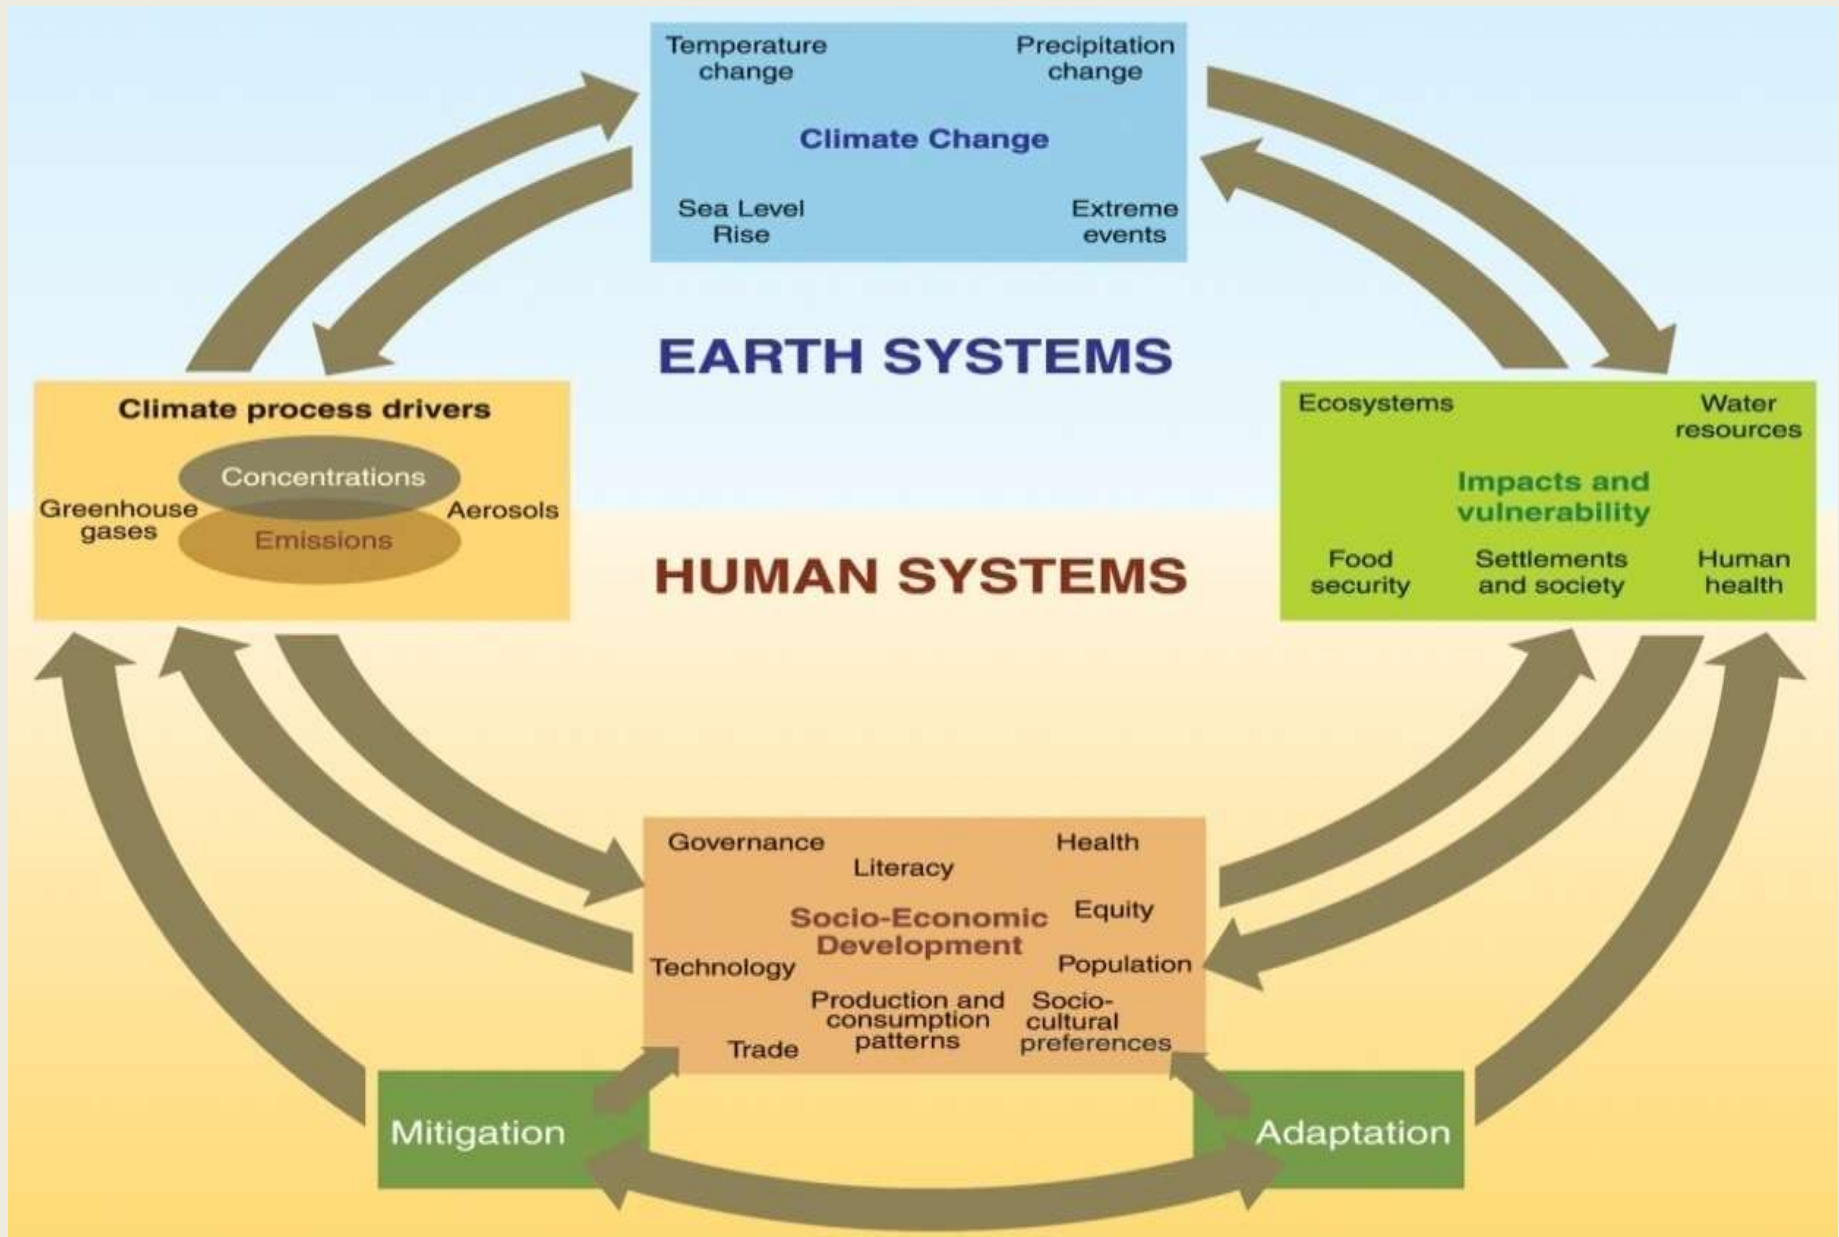 Temperature
change
Precipitation
change
Climate Change
Sea Level
Rise
Extreme
events
EARTH SYSTEMS
Climate process drivers
Concentrations
Greenhouse
gases
Aerosols
Emissions
Ecosystems
Water
resources
Impacts and
vulnerability
Food
security
Settlements
and society
Human
health
HUMAN SYSTEMS
Governance
Literacy
Health
Socio-Economic
Development
Equity
Technology
Population
Production and
consumption
patterns
Socio-
cultural
preferences
Trade
Mitigation
Adaptation